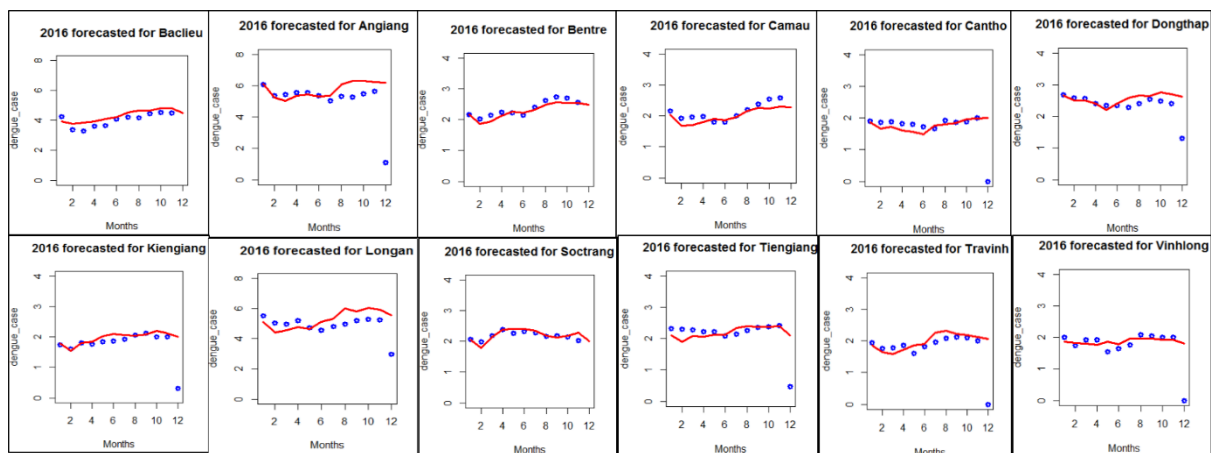 2016 forecasted for Baclieu
dengue_case
0 2 4 6 8
2 4 6 8 10 12
Months
2016 forecasted for Angiang
dengue_case
0 2 4 6 8
2 4 6 8 10 12
Months
2016 forecasted for Bentre
dengue_case
0 1 2 3 4
2 4 6 8 10 12
Months
2016 forecasted for Camau
dengue_case
0 1 2 3 4
2 4 6 8 10 12
Months
2016 forecasted for Cantho
dengue_case
0 1 2 3 4
2 4 6 8 10 12
Months
2016 forecasted for Dongthap
dengue_case
0 1 2 3 4
2 4 6 8 10 12
Months
2016 forecasted for Kiengiang
dengue_case
0 1 2 3 4
2 4 6 8 10 12
Months
2016 forecasted for Longan
dengue_case
0 2 4 6 8
2 4 6 8 10 12
Months
2016 forecasted for Soctrang
dengue_case
0 1 2 3 4
2 4 6 8 10 12
Months
2016 forecasted for Tiengiang
dengue_case
0 1 2 3 4
2 4 6 8 10 12
Months
2016 forecasted for Travinh
dengue_case
0 1 2 3 4
2 4 6 8 10 12
Months
2016 forecasted for Vinhlong
dengue_case
0 1 2 3 4
2 4 6 8 10 12
Months